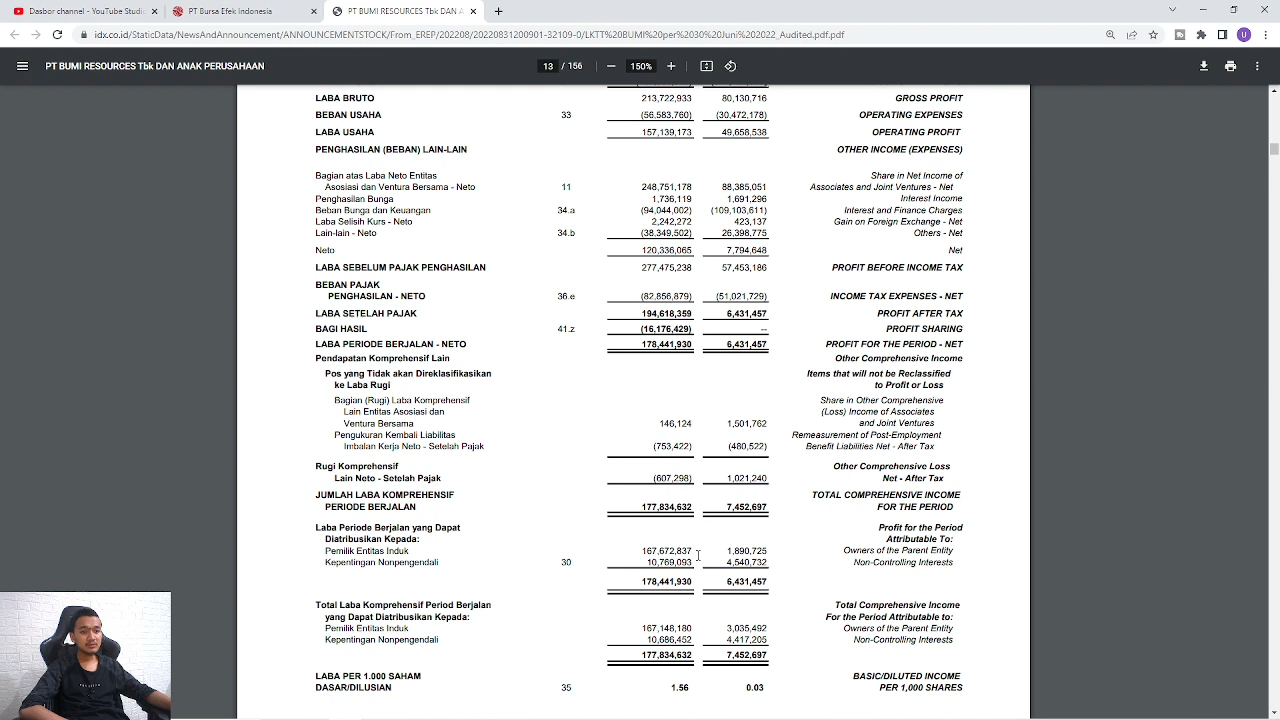 Dasbor channel - YouTube Studio
PT Bursa Efek Indonesia
PT BUMI RESOURCES Tbk DAN A
idx.co.id/StaticData/NewsAndAnnouncement/ANNOUNCEMENTSTOCK/From_EREP/202208/20220831200901-32109-0/LKTT%20BUMI%20per%2030%20Juni%202022_Audited.pdf.pdf
U
PT BUMI RESOURCES Tbk DAN ANAK PERUSAHAAN
13 / 156
150%
LABA BRUTO 213,722,933 80,130,716 GROSS PROFIT
BEBAN USAHA 33 (56,583,760) (30,472,178) OPERATING EXPENSES
LABA USAHA 157,139,173 49,658,538 OPERATING PROFIT
PENGHASILAN (BEBAN) LAIN-LAIN OTHER INCOME (EXPENSES)
Bagian atas Laba Neto Entitas Share in Net Income of
Asosiasi dan Ventura Bersama - Neto 11 248,751,178 88,385,051 Associates and Joint Ventures - Net
Penghasilan Bunga 1,736,119 1,691,296 Interest Income
Beban Bunga dan Keuangan 34.a (94,044,002) (109,103,611) Interest and Finance Charges
Laba Selisih Kurs - Neto 2,242,272 423,137 Gain on Foreign Exchange - Net
Lain-lain - Neto 34.b (38,349,502) 26,398,775 Others - Net
Neto 120,336,065 7,794,648 Net
LABA SEBELUM PAJAK PENGHASILAN 277,475,238 57,453,186 PROFIT BEFORE INCOME TAX
BEBAN PAJAK
PENGHASILAN - NETO 36.e (82,856,879) (51,021,729) INCOME TAX EXPENSES - NET
LABA SETELAH PAJAK 194,618,359 6,431,457 PROFIT AFTER TAX
BAGI HASIL 41.z (16,176,429) -- PROFIT SHARING
LABA PERIODE BERJALAN - NETO 178,441,930 6,431,457 PROFIT FOR THE PERIOD - NET
Pendapatan Komprehensif Lain Other Comprehensive Income
Pos yang Tidak akan Direklasifikasikan Items that will not be Reclassified
ke Laba Rugi to Profit or Loss
Bagian (Rugi) Laba Komprehensif Share in Other Comprehensive
Lain Entitas Asosiasi dan (Loss) Income of Associates
Ventura Bersama 146,124 1,501,762 and Joint Ventures
Pengukuran Kembali Liabilitas Remeasurement of Post-Employment
Imbalan Kerja Neto - Setelah Pajak (753,422) (480,522) Benefit Liabilities Net - After Tax
Rugi Komprehensif Other Comprehensive Loss
Lain Neto - Setelah Pajak (607,298) 1,021,240 Net - After Tax
JUMLAH LABA KOMPREHENSIF TOTAL COMPREHENSIVE INCOME
PERIODE BERJALAN 177,834,632 7,452,697 FOR THE PERIOD
Laba Periode Berjalan yang Dapat Profit for the Period
Diatribusikan Kepada: Attributable To:
Pemilik Entitas Induk 167,672,837 1,890,725 Owners of the Parent Entity
Kepentingan Nonpengendali 30 10,769,093 4,540,732 Non-Controlling Interests
178,441,930 6,431,457
Total Laba Komprehensif Period Berjalan Total Comprehensive Income
yang Dapat Diatribusikan Kepada: For the Period Attributable to:
Pemilik Entitas Induk 167,148,180 3,035,492 Owners of the Parent Entity
Kepentingan Nonpengendali 10,686,452 4,417,205 Non-Controlling Interests
177,834,632 7,452,697
LABA PER 1.000 SAHAM BASIC/DILUTED INCOME
DASAR/DILUSIAN 35 1.56 0.03 PER 1,000 SHARES